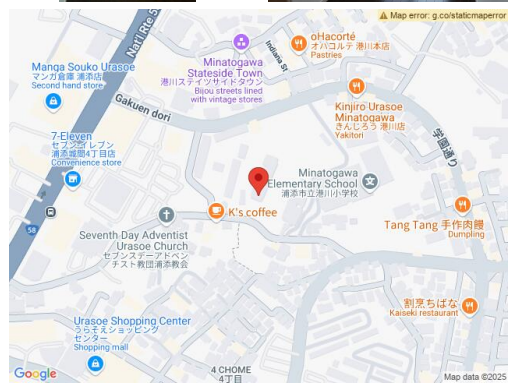 Map error: g.co/staticmaperror
Nat'l Rte 58
oHacorté
オハコルテ 港川本店
Pastries
Minatogawa
Stateside Town
港川ステイツサイドタウン
Bijou streets lined
with vintage stores
Indiana St
Manga Souko Urasoe
マンガ倉庫 浦添店
Second hand store
Kinjiro Urasoe
Minatogawa
きんじろう 港川店
Yakitori
Gakuen dori
学園通り
7-Eleven
セブン-イレブン
浦添城間4丁目店
Convenience store
Minatogawa
Elementary School
浦添市立港川小学校
K's coffee
58
Seventh Day Adventist
Urasoe Church
セブンスデーアドベン
チスト教団浦添教会
Tang Tang 手作肉饅
Dumpling
割烹ちばな
Kaiseki restaurant
Urasoe Shopping Center
うらそえショッピング
センター
Shopping mall
4 CHOME
4丁目
Google
Map data ©2025